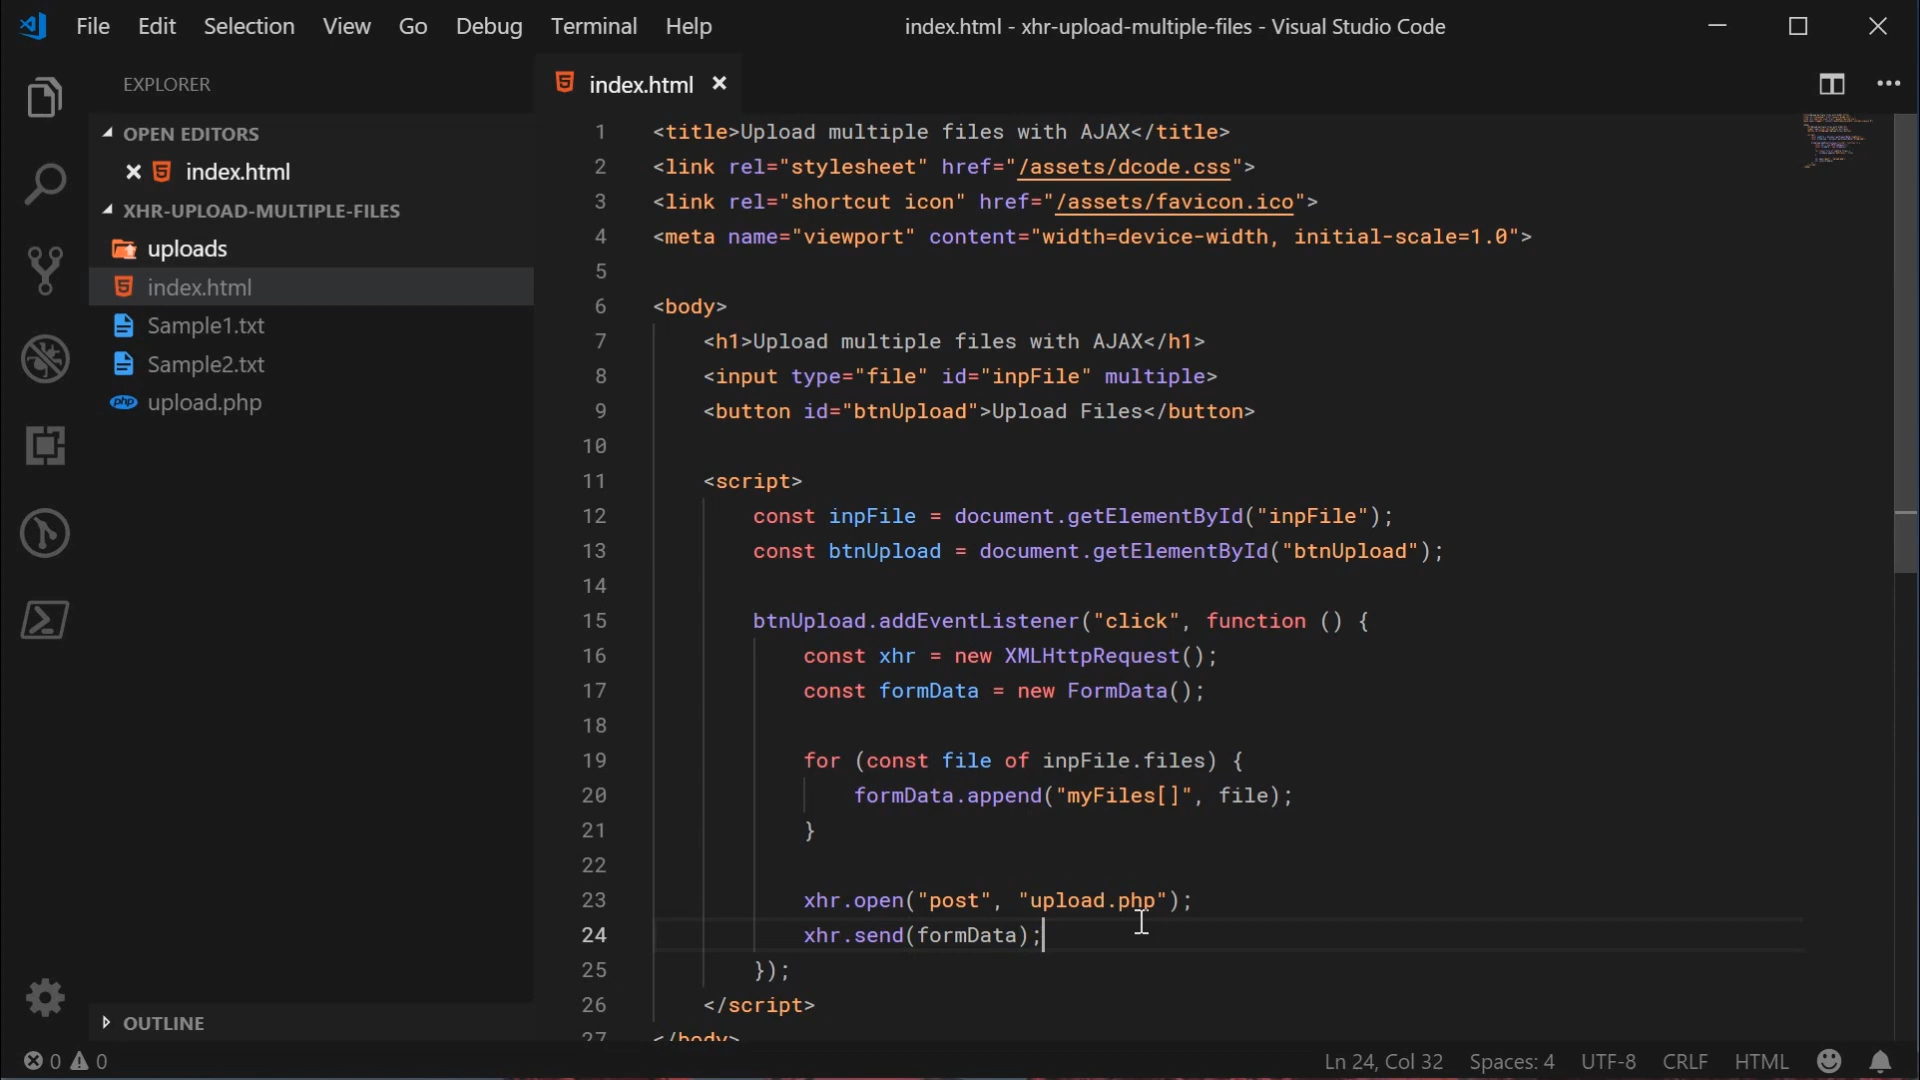 File Edit Selection View Go Debug Terminal Help
index.html - xhr-upload-multiple-files - Visual Studio Code
EXPLORER
OPEN EDITORS
index.html
XHR-UPLOAD-MULTIPLE-FILES
uploads
index.html
Sample1.txt
Sample2.txt
php upload.php
OUTLINE
index.html
1 <title>Upload multiple files with AJAX</title>
2 <link rel="stylesheet" href="/assets/dcode.css">
3 <link rel="shortcut icon" href="/assets/favicon.ico">
4 <meta name="viewport" content="width=device-width, initial-scale=1.0">
5
6 <body>
7 <h1>Upload multiple files with AJAX</h1>
8 <input type="file" id="inpFile" multiple>
9 <button id="btnUpload">Upload Files</button>
10
11 <script>
12 const inpFile = document.getElementById("inpFile");
13 const btnUpload = document.getElementById("btnUpload");
14
15 btnUpload.addEventListener("click", function () {
16 const xhr = new XMLHttpRequest();
17 const formData = new FormData();
18
19 for (const file of inpFile.files) {
20 formData.append("myFiles[]", file);
21 }
22
23 xhr.open("post", "upload.php");
24 xhr.send(formData);
25 });
26 </script>
27 </body>
0 0
Ln 24, Col 32 Spaces: 4 UTF-8 CRLF HTML